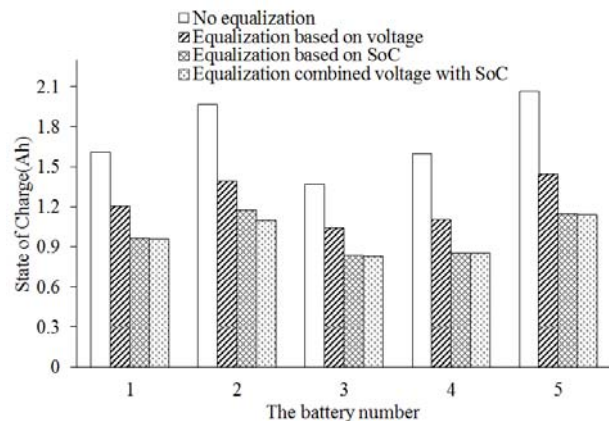 No equalization
Equalization based on voltage
Equalization based on SoC
Equalization combined voltage with SoC
State of Charge(Ah)
2.1
1.8
1.5
1.2
0.9
0.6
0.3
0
1 2 3 4 5
The battery number